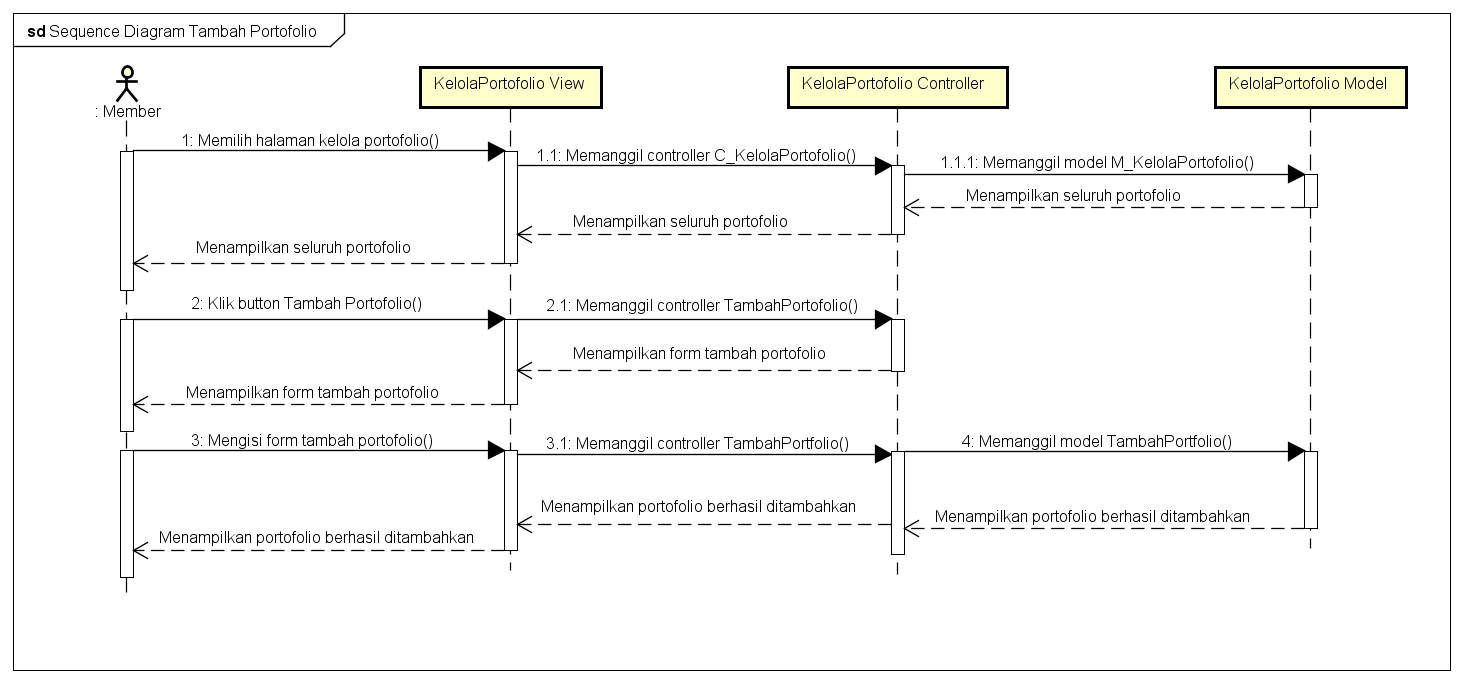 sd Sequence Diagram Tambah Portofolio
: Member
KelolaPortofolio View
KelolaPortofolio Controller
KelolaPortofolio Model
1: Memilih halaman kelola portofolio()
1.1: Memanggil controller C_KelolaPortofolio()
1.1.1: Memanggil model M_KelolaPortofolio()
Menampilkan seluruh portofolio
Menampilkan seluruh portofolio
Menampilkan seluruh portofolio
2: Klik button Tambah Portofolio()
2.1: Memanggil controller TambahPortofolio()
Menampilkan form tambah portofolio
Menampilkan form tambah portofolio
3: Mengisi form tambah portofolio()
3.1: Memanggil controller TambahPortfolio()
4: Memanggil model TambahPortfolio()
Menampilkan portofolio berhasil ditambahkan
Menampilkan portofolio berhasil ditambahkan
Menampilkan portofolio berhasil ditambahkan